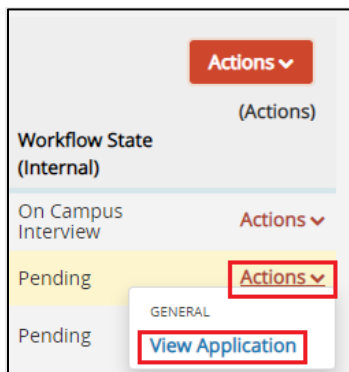 Actions
(Actions)
Workflow State
(Internal)
On Campus
Interview
Actions
Pending
Actions
GENERAL
Pending
View Application